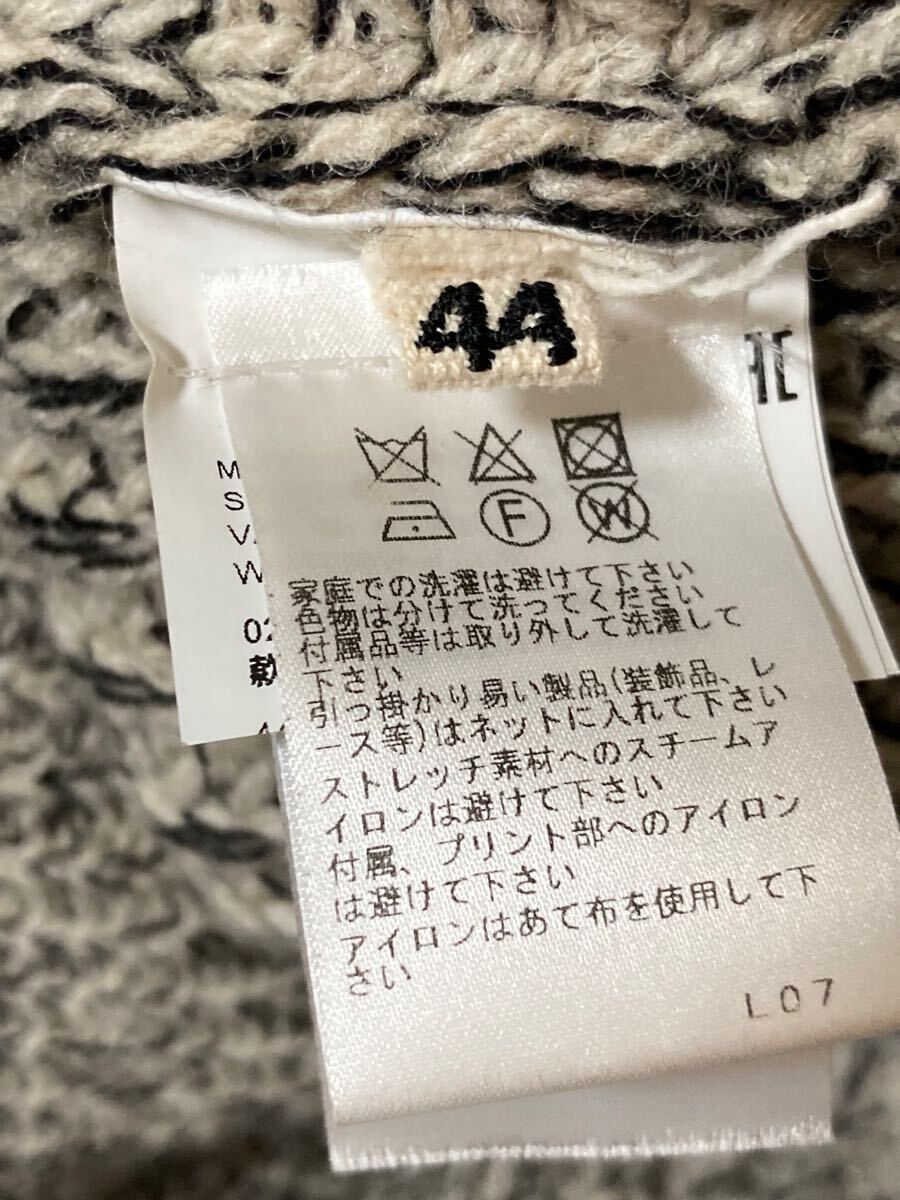 44
M
S
V
W
02
款
F
W
家庭での洗濯は避けて下さい
色物は分けて洗ってください
付属品等は取り外して洗濯して
下さい
引っ掛かり易い製品(装飾品、レ
ース等)はネットに入れて下さい
ストレッチ素材へのスチームア
イロンは避けて下さい
付属、プリント部へのアイロン
は避けて下さい
アイロンはあて布を使用して下
さい
L07